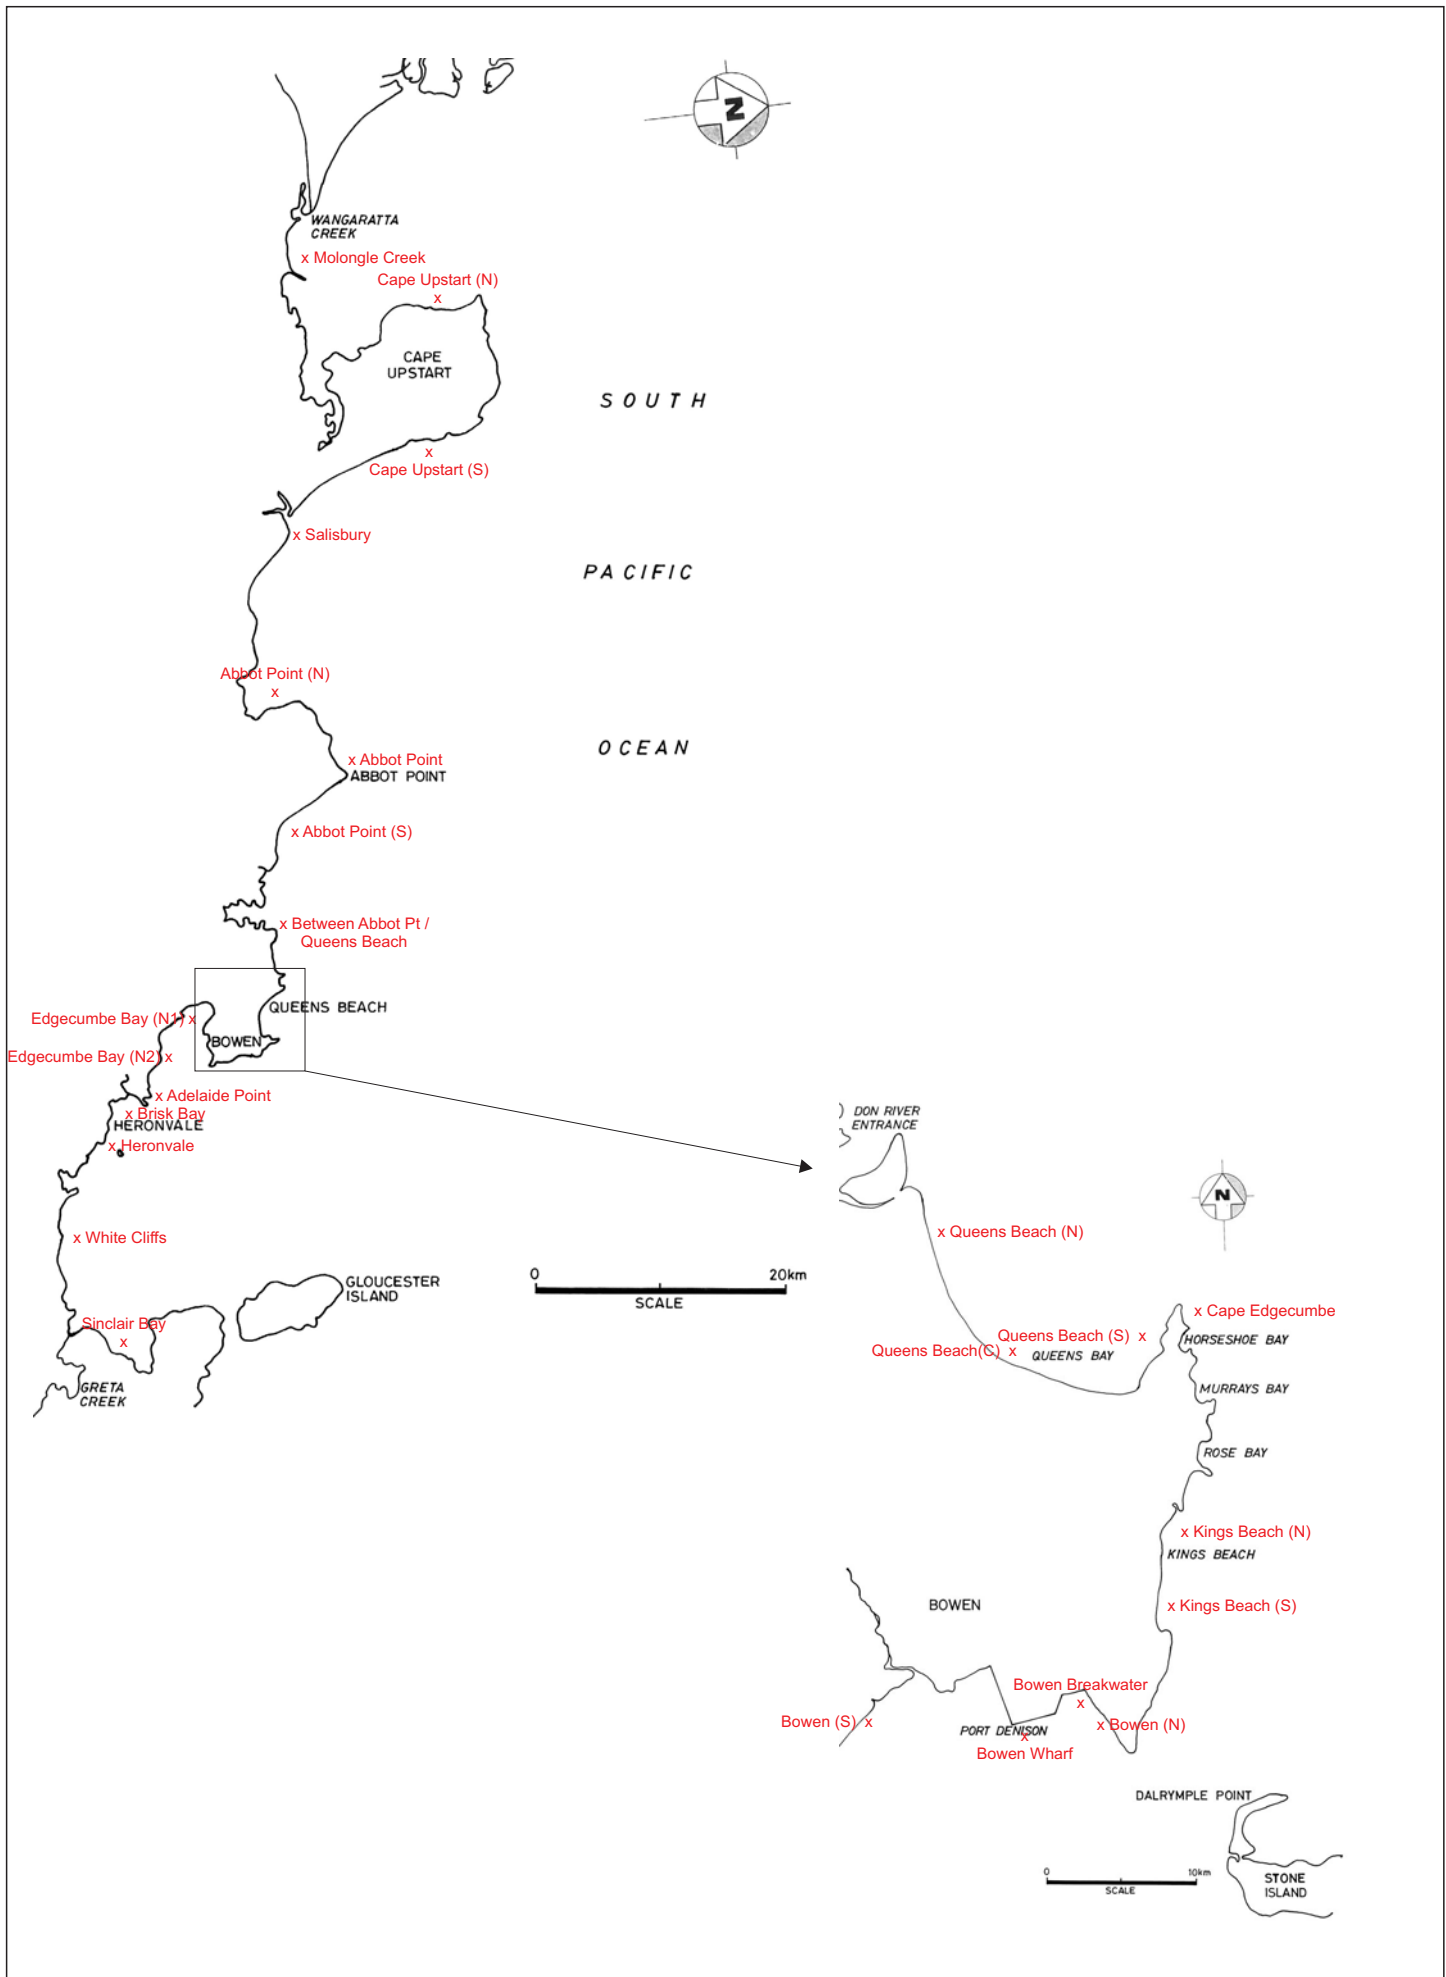 N
WANGARATTA
CREEK
x Molongle Creek
Cape Upstart (N)
x
CAPE
UPSTART
SOUTH
x
Cape Upstart (S)
x Salisbury
PACIFIC
Abbot Point (N)
x
OCEAN
x Abbot Point
ABBOT POINT
x Abbot Point (S)
x Between Abbot Pt /
Queens Beach
QUEENS BEACH
Edgecumbe Bay (N1) x
BOWEN
Edgecumbe Bay (N2) x
x Adelaide Point
x Brisk Bay
HERONVALE
x Heronvale
x White Cliffs
GLOUCESTER
ISLAND
0 20km
SCALE
Sinclair Bay
x
GRETA
CREEK
DON RIVER
ENTRANCE
N
x Queens Beach (N)
x Cape Edgecumbe
Queens Beach (S) x
HORSESHOE BAY
Queens Beach(C) x
QUEENS BAY
MURRAYS BAY
ROSE BAY
x Kings Beach (N)
KINGS BEACH
BOWEN
x Kings Beach (S)
Bowen Breakwater
x
Bowen (S) x
x Bowen (N)
PORT DENISON
x
Bowen Wharf
DALRYMPLE POINT
0 10km
SCALE
STONE
ISLAND